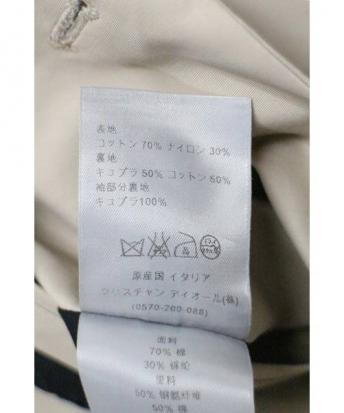 表地
コットン 70% ナイロン 30%
裏地
キュプラ 50% コットン 50%
袖部分裏地
キュプラ100%
原産国 イタリア
クリスチャン ディオール(株)
(0570-200-088)
面料
70% 棉
30% 锦纶
里料
50% 铜氨纤维
50% 棉